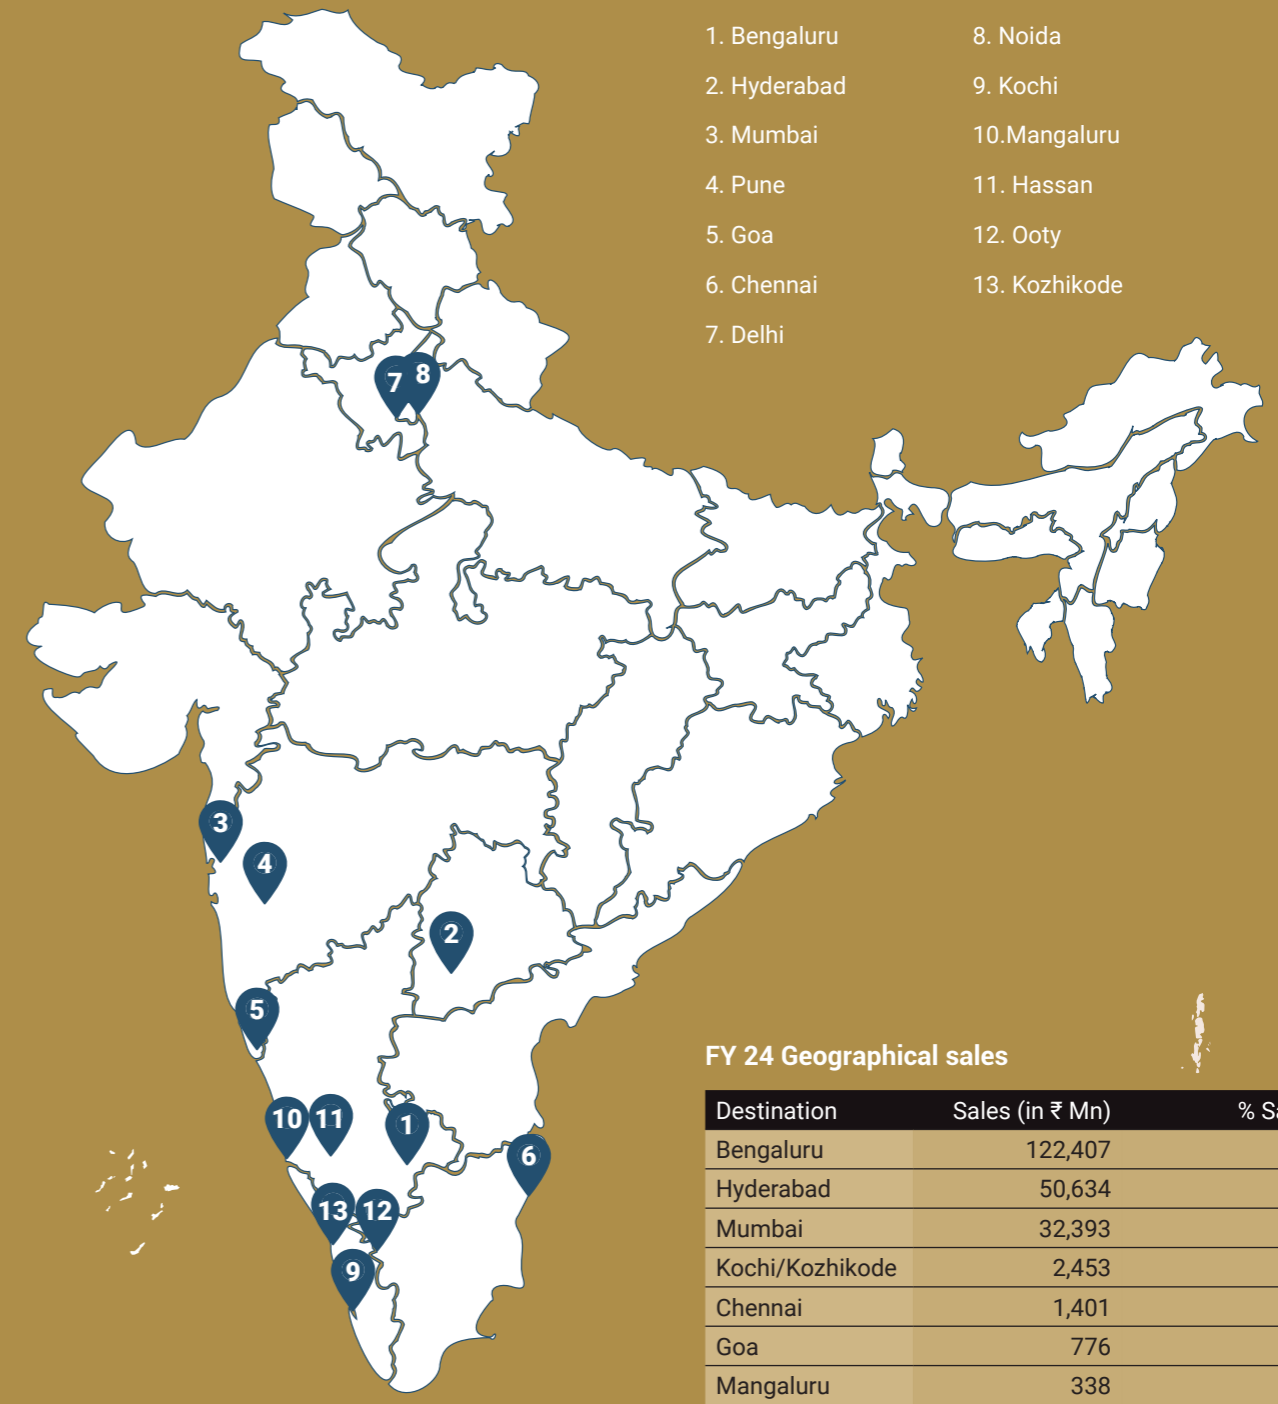 1. Bengaluru
2. Hyderabad
3. Mumbai
4. Pune
5. Goa
6. Chennai
7. Delhi
8. Noida
9. Kochi
10.Mangaluru
11. Hassan
12. Ooty
13. Kozhikode
7 8
3
4
2
5
10 11 1
6
13 12
9
FY 24 Geographical sales
Destination Sales (in ₹ Mn) %
Bengaluru 122,407
Hyderabad 50,634
Mumbai 32,393
Kochi/Kozhikode 2,453
Chennai 1,401
Goa 776
Mangaluru 338